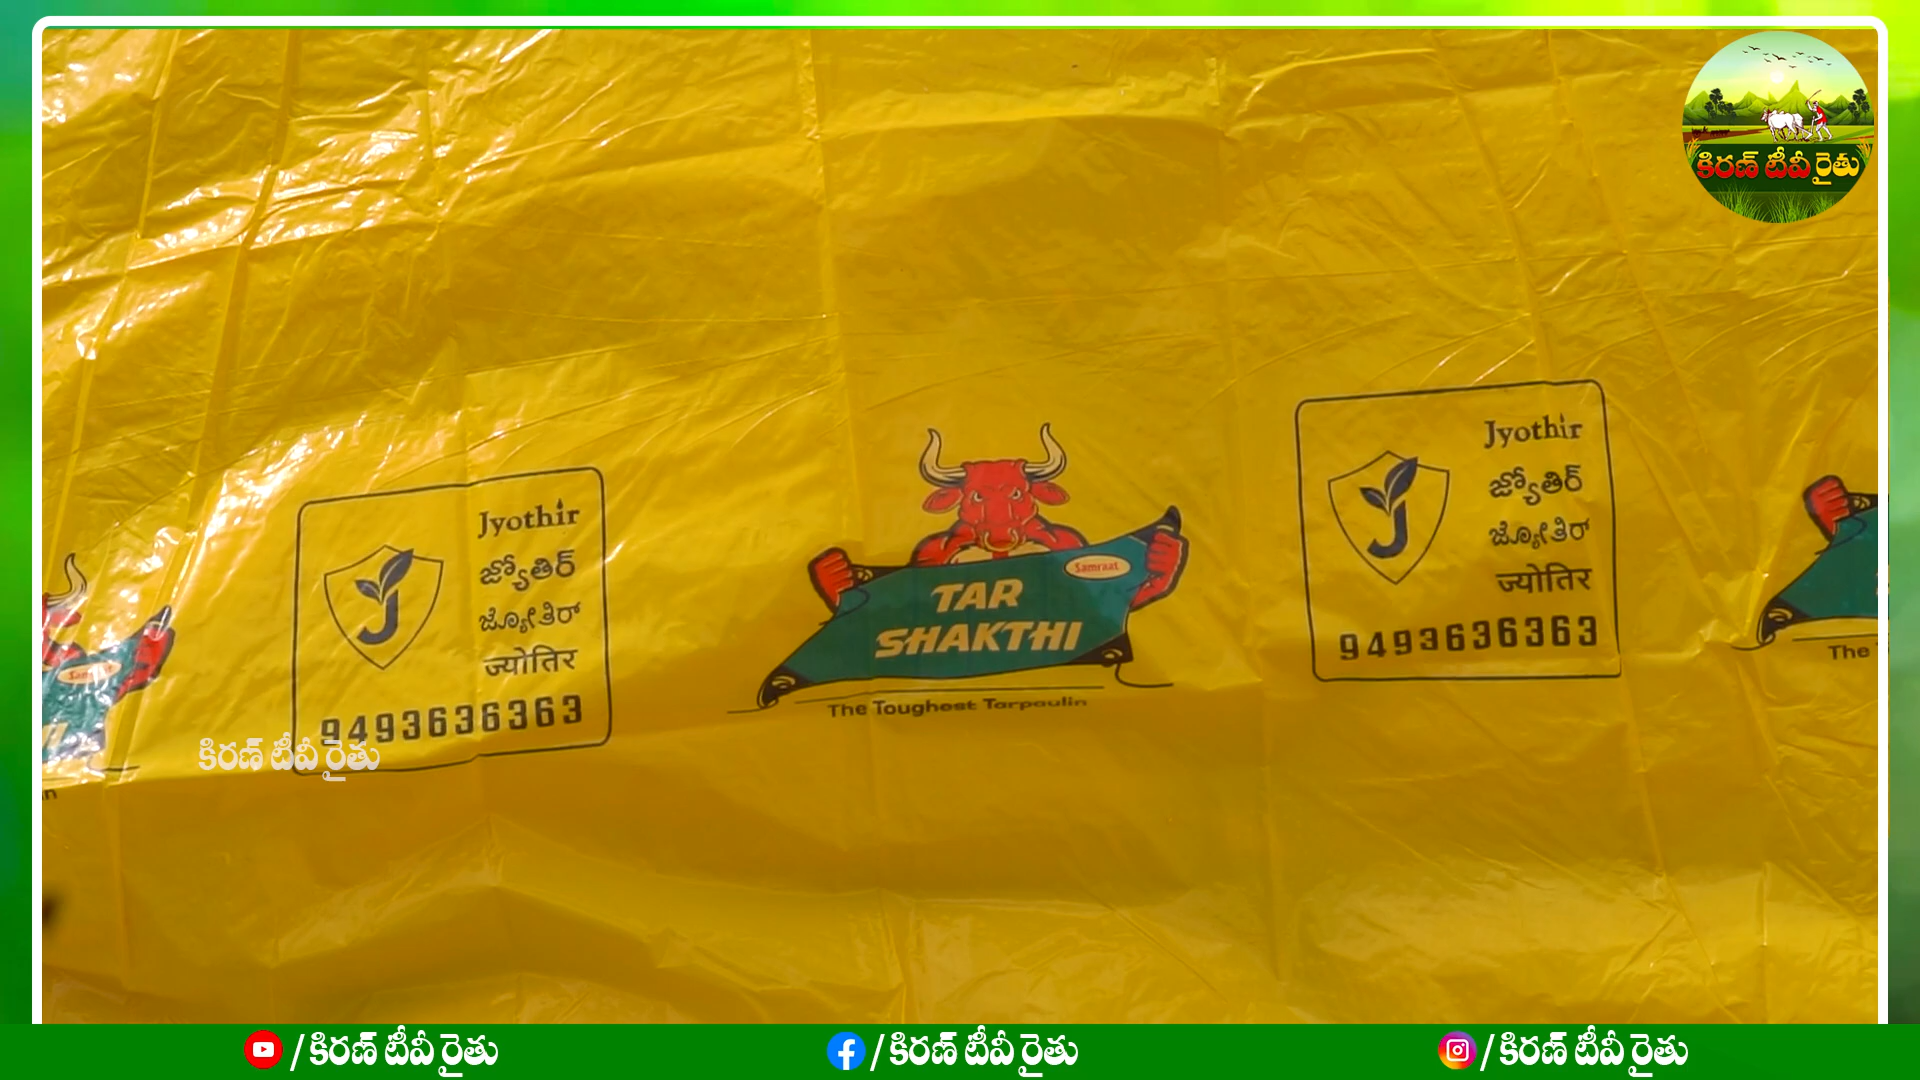 కిరణ్ టీవీ రైతు
Jyothir
జ్యోతిర్
ಜ್ಯೋತಿರ್
ज्योतिर
9493636363
Samraat
TAR
SHAKTHI
The Toughest Tarpaulin
Jyothir
జ్యోతిర్
ಜ್ಯೋತಿರ್
ज्योतिर
9493636363
The
కిరణ్ టీవీ రైతు
/ కిరణ్ టీవీ రైతు
/ కిరణ్ టీవీ రైతు
/ కిరణ్ టీవీ రైతు